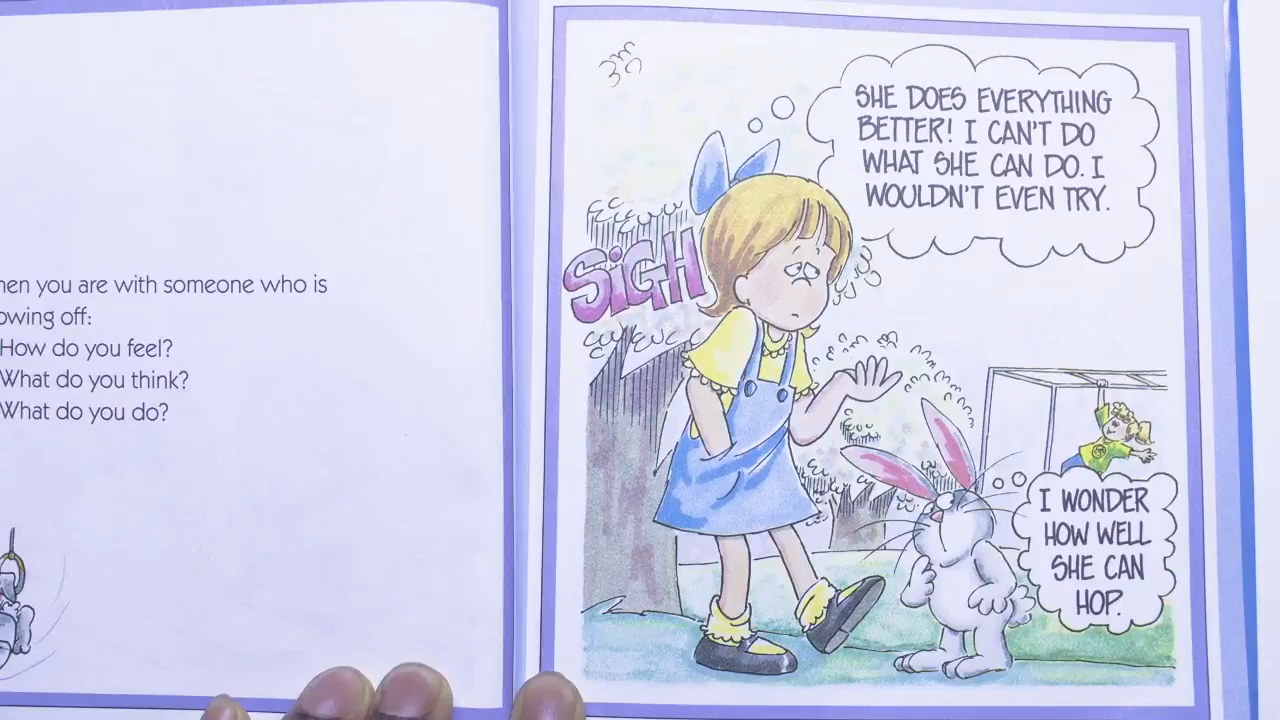 you are with someone who is
off:
How do you feel?
What do you think?
What do you do?
SHE DOES EVERYTHING
BETTER! I CAN'T DO
WHAT SHE CAN DO. I
WOULDN'T EVEN TRY.
SIGH
I WONDER
HOW WELL
SHE CAN
HOP.